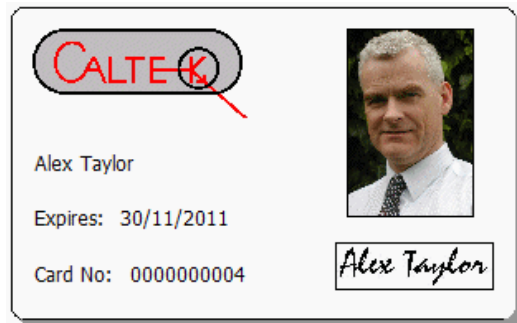 CALTEK
Alex Taylor
Expires: 30/11/2011
Card No: 0000000004
Alex Taylor